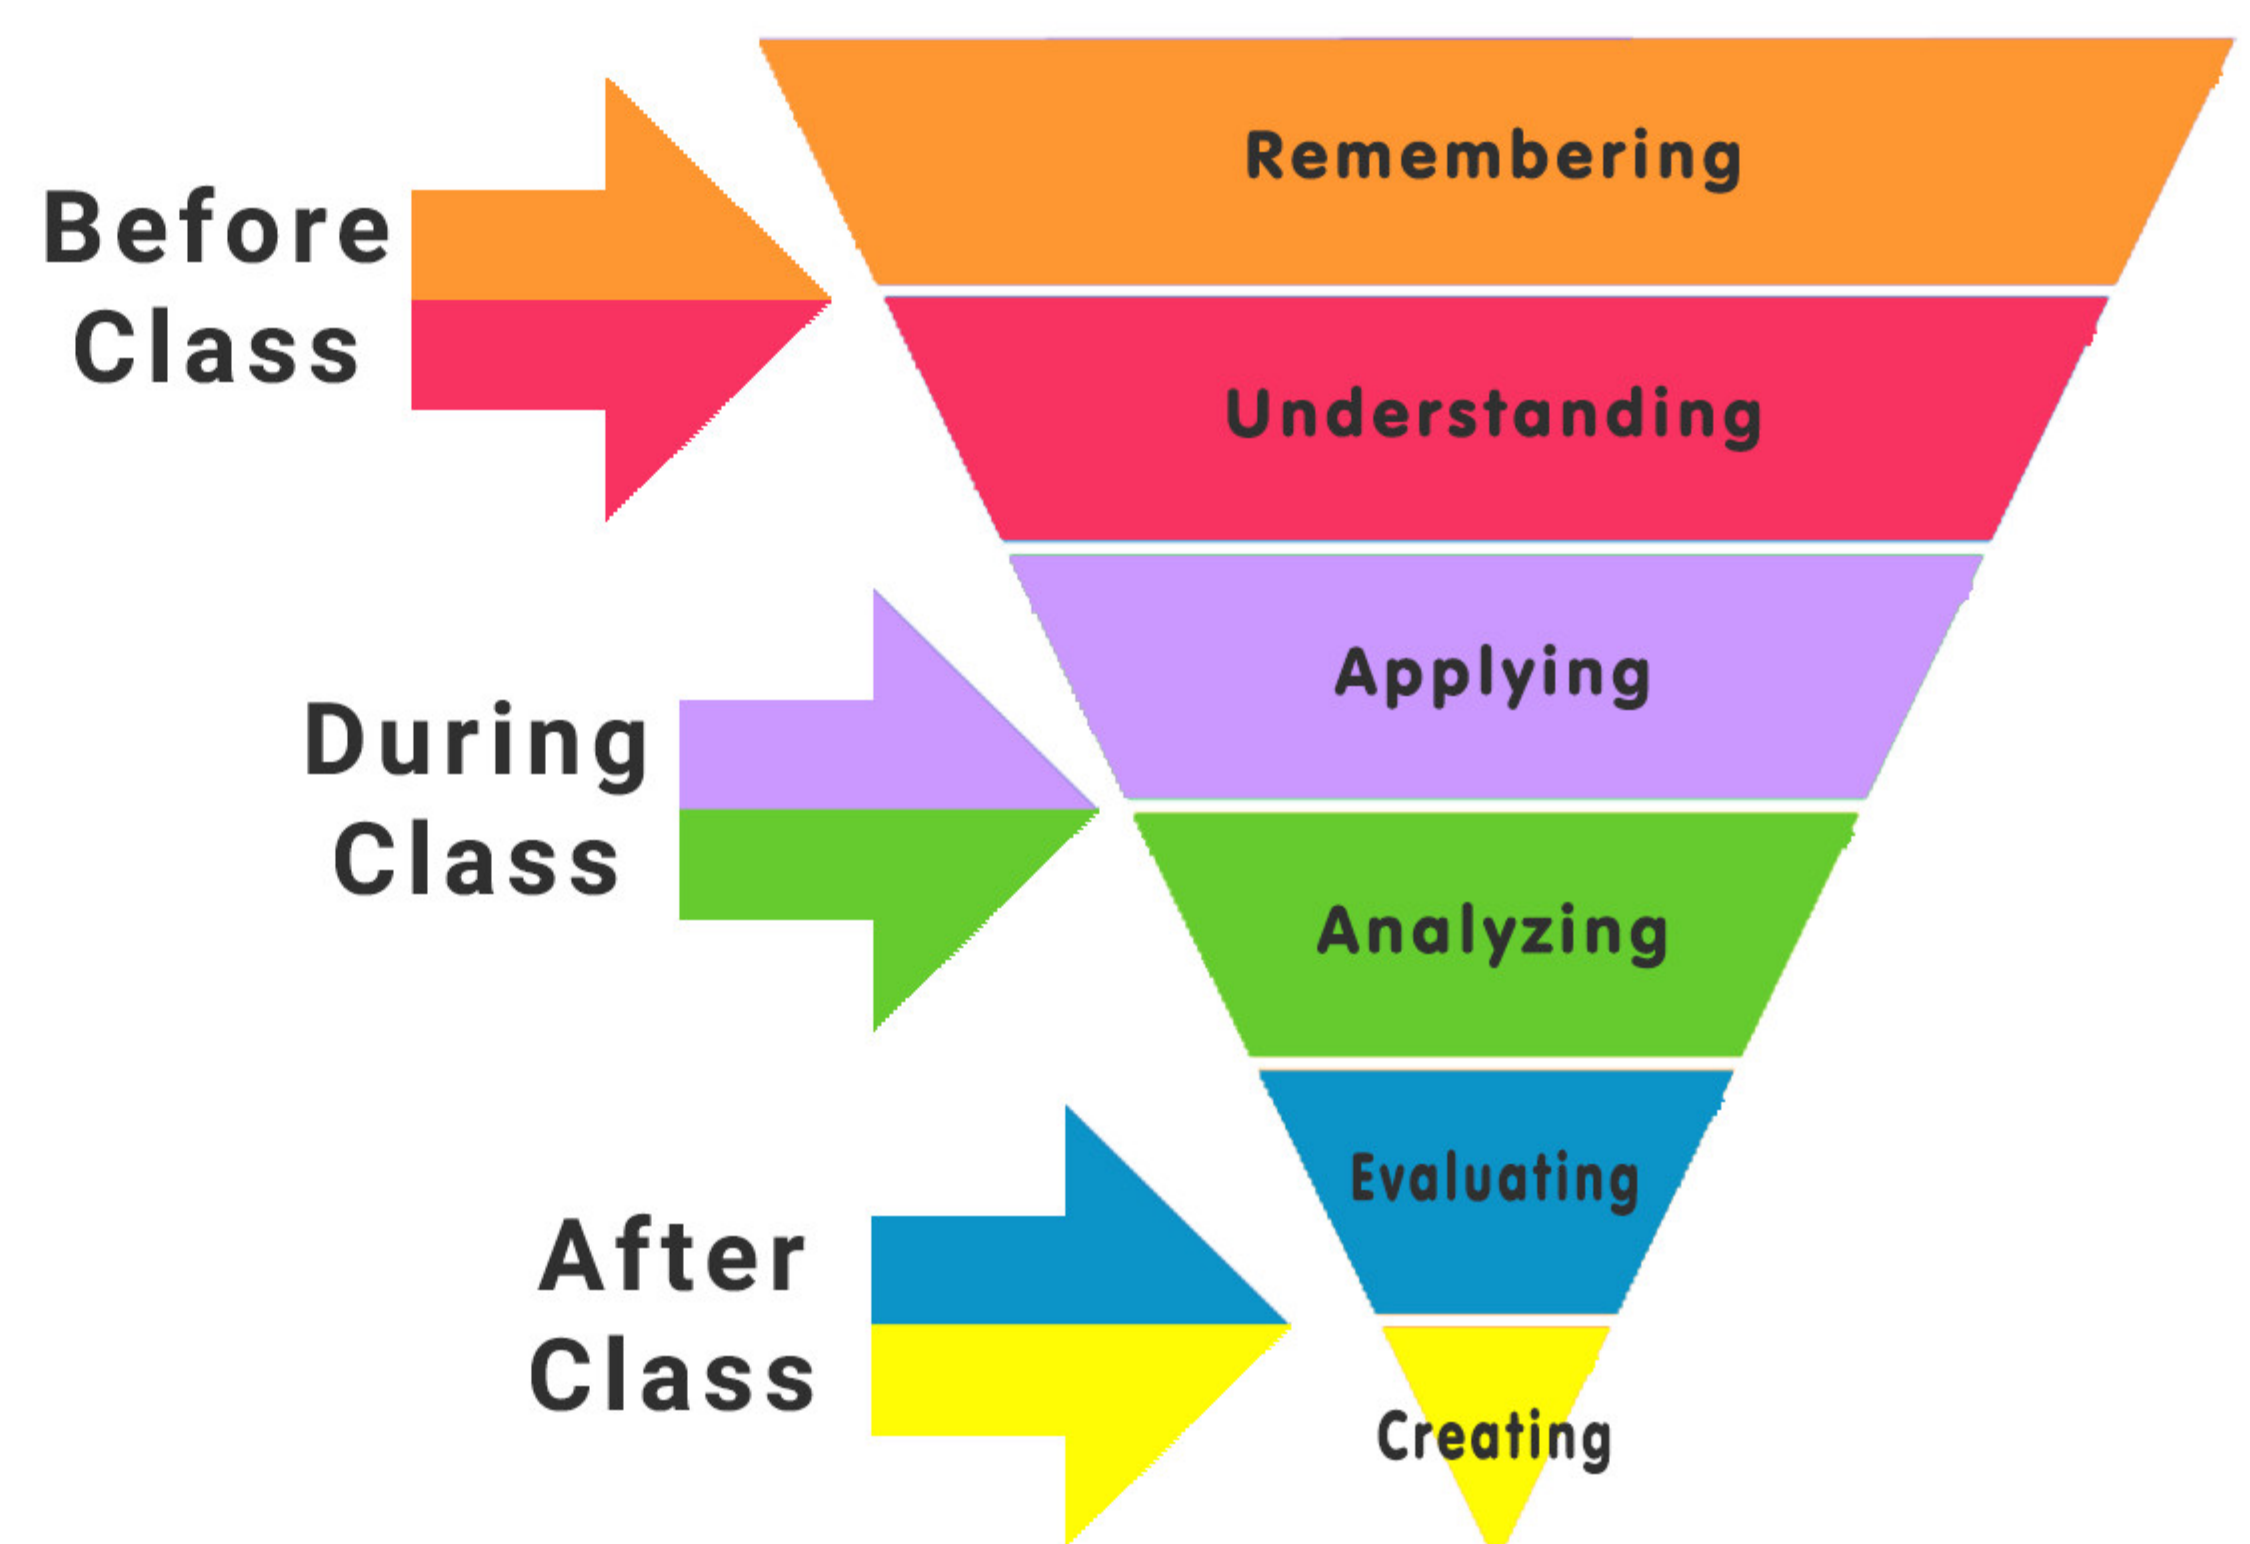 Before
Class
Remembering
Understanding
During
Class
Applying
Analyzing
After
Class
Evaluating
Creating